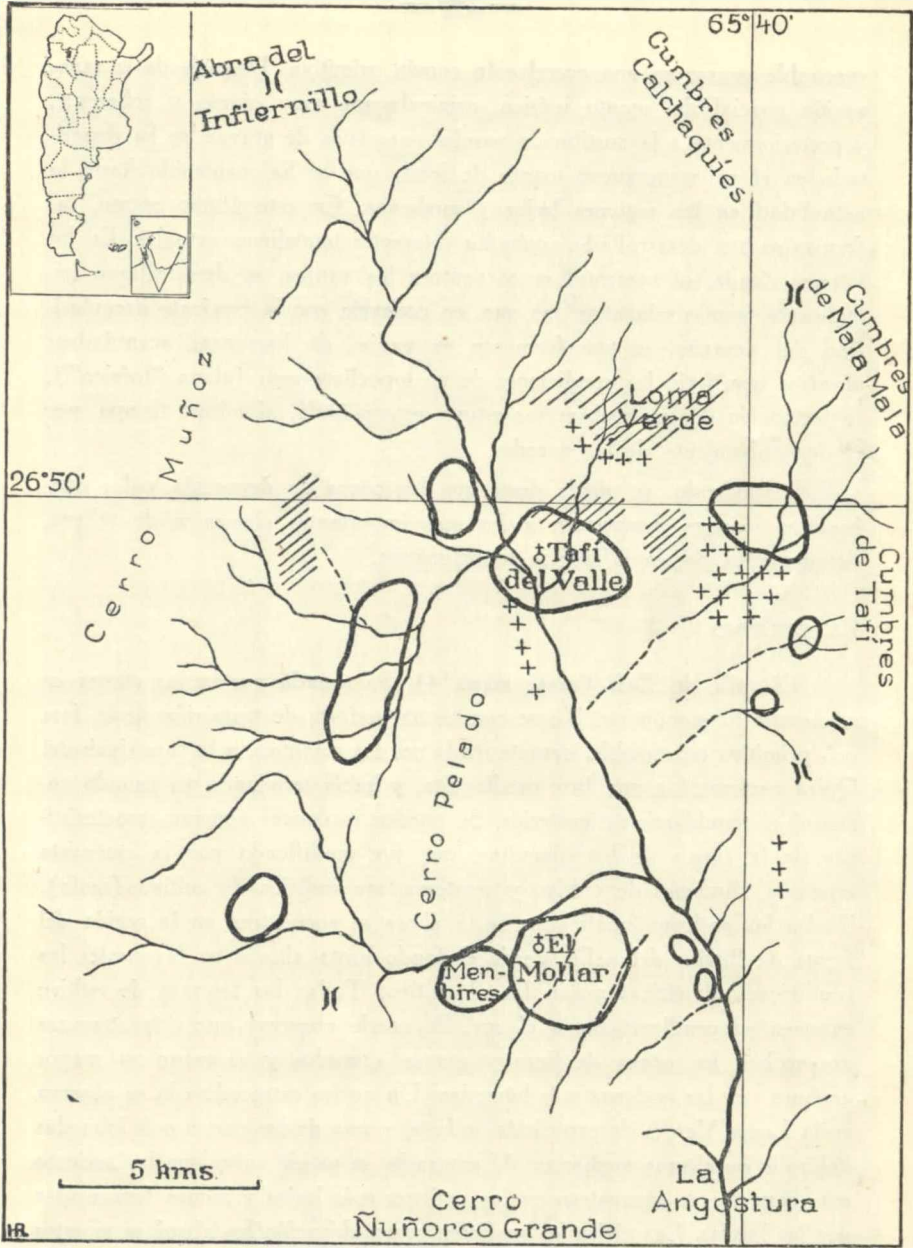 65° 40'
Abra del
Infiernillo
Cumbres
Calchaquíes
Cumbres
de Mala Mala
Cerro Muñoz
Loma
Verde
26° 50'
Tafí
del Valle
Cumbres
de Tafí
Cerro Pelado
El
Mollar
Men-
hires
5 kms.
La
Angostura
Cerro
Ñuñorco Grande
HR